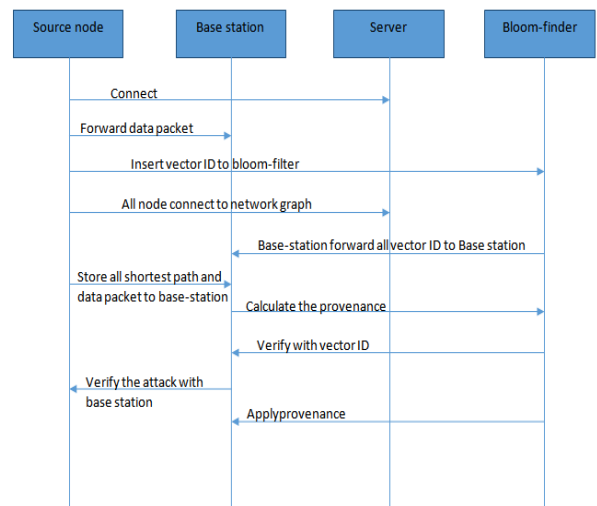 Source node
Base station
Server
Bloom-finder
Connect
Forward data packet
Insert vector ID to bloom-filter
All node connect to network graph
Base-station forward all vector ID to Base station
Store all shortest path and
data packet to base-station
Calculate the provenance
Verify with vector ID
Verify the attack with
base station
Applyprovenance